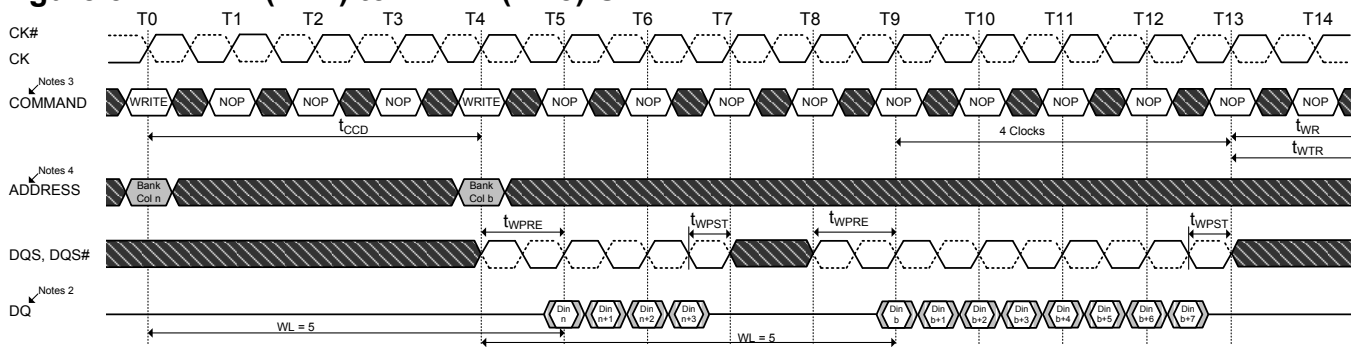 T0 T1 T2 T3 T4 T5 T6 T7 T8 T9 T10 T11 T12 T13 T14
CK#
CK
Notes 3
COMMAND
WRITE NOP NOP NOP WRITE NOP NOP NOP NOP NOP NOP NOP NOP NOP NOP
tCCD
4 Clocks
tWR
tWTR
Notes 4
ADDRESS
Bank Bank
Col n Col b
tWPRE tWPST tWPRE tWPST
DQS, DQS#
Notes 2
DQ
Din Din Din Din Din Din Din Din Din Din Din Din
n n+1 n+2 n+3 b b+1 b+2 b+3 b+4 b+5 b+6 b+7
WL = 5
WL = 5